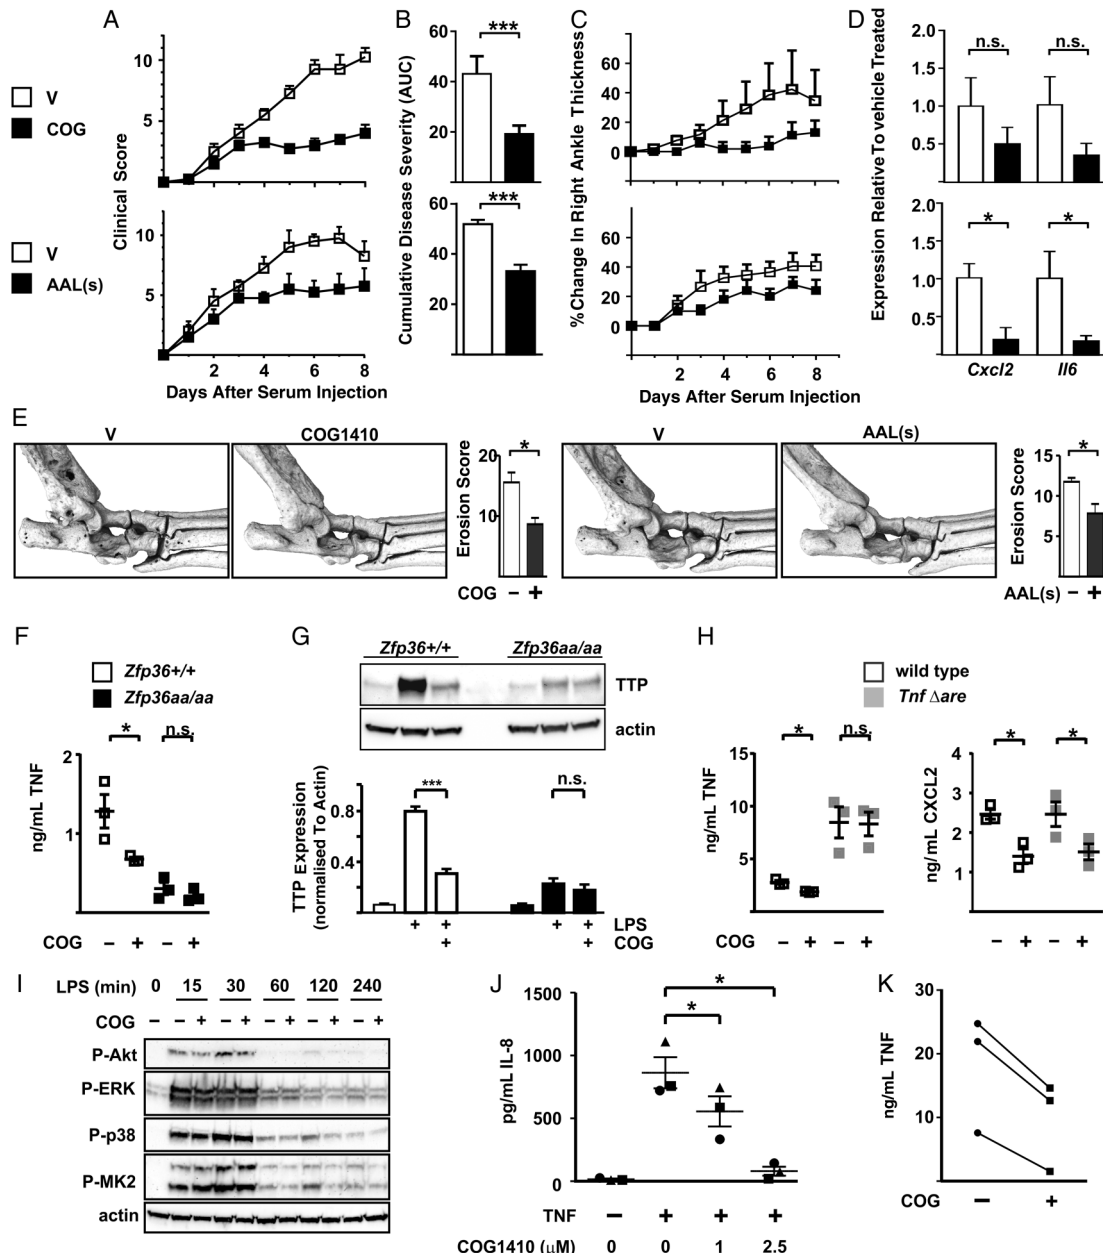 A B C D
V
COG
Clinical Score
10
5
Cumulative Disease Severity (AUC)
60
40
20
0
***
% Change In Right Ankle Thickness
60
40
20
0
Expression Relative To vehicle Treated
2.0
1.5
1.0
0.5
n.s. n.s.
V
AAL(s)
10
5
2 4 6 8
Days After Serum Injection
60
40
20
0
***
60
40
20
0
2 4 6 8
Days After Serum Injection
2.0
1.5
1.0
0.5
* *
Cxcl2 Il6
E
V COG1410
Erosion Score
20
10
*
COG – +
V AAL(s)
Erosion Score
15
10
5
*
AAL(s) – +
F
Zfp36+/+
Zfp36aa/aa
* n.s.
ng/mL TNF
2
1
COG – + – +
G
Zfp36+/+ Zfp36aa/aa
TTP
actin
TTP Expression
(normalised To Actin)
0.8
0.4
*** n.s.
+ + + + LPS
+ + COG
H
wild type
Tnf Δare
ng/mL TNF
15
10
5
* n.s.
COG – + – +
ng/mL CXCL2
4
3
2
1
* *
– + – +
I
LPS (min) 0 15 30 60 120 240
COG – – + – + – + – + – +
P-Akt
P-ERK
P-p38
P-MK2
actin
J
pg/mL IL-8
1500
1000
500
0
* *
TNF – + + +
COG1410 (µM) 0 0 1 2.5
K
ng/mL TNF
30
20
10
COG – +